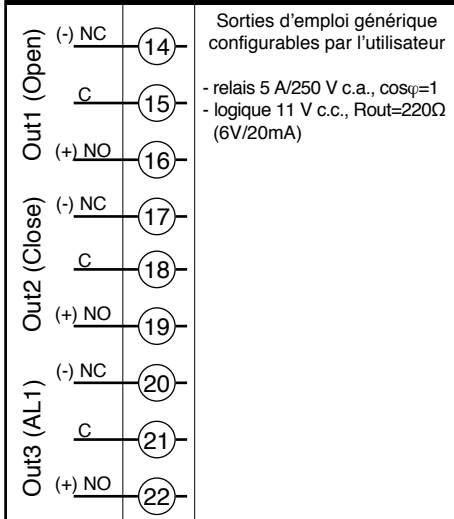 Out1 (Open)
(-) NC 14
C 15
(+) NO 16
Out2 (Close)
(-) NC 17
C 18
(+) NO 19
Out3 (AL1)
(-) NC 20
C 21
(+) NO 22
Sorties d'emploi générique
configurables par l'utilisateur
- relais 5 A/250 V c.a., cosφ=1
- logique 11 V c.c., Rout=220Ω
(6V/20mA)